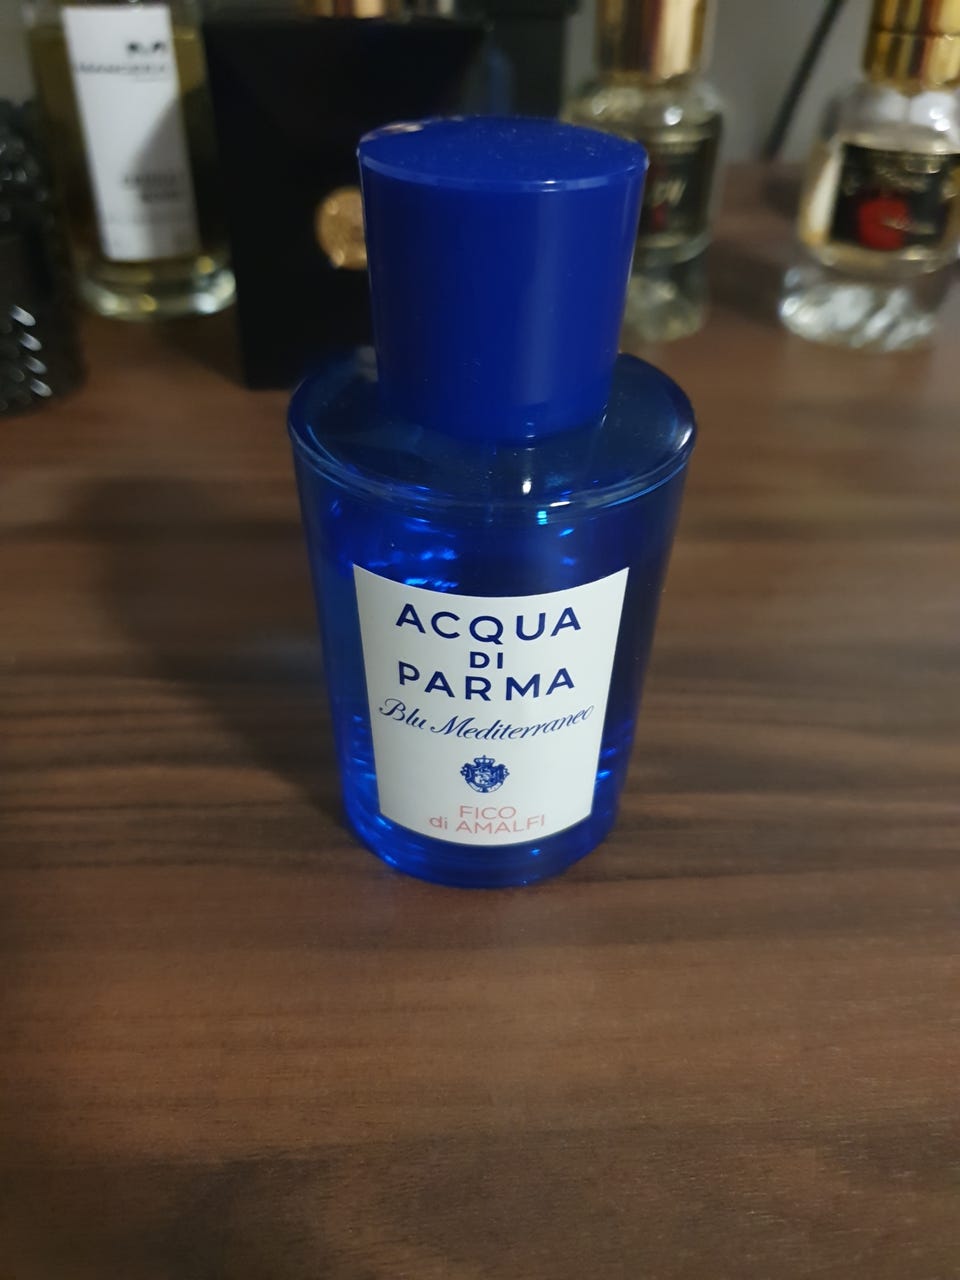 ACQUA
DI
PARMA
Blu Mediterraneo
FICO
di AMALFI